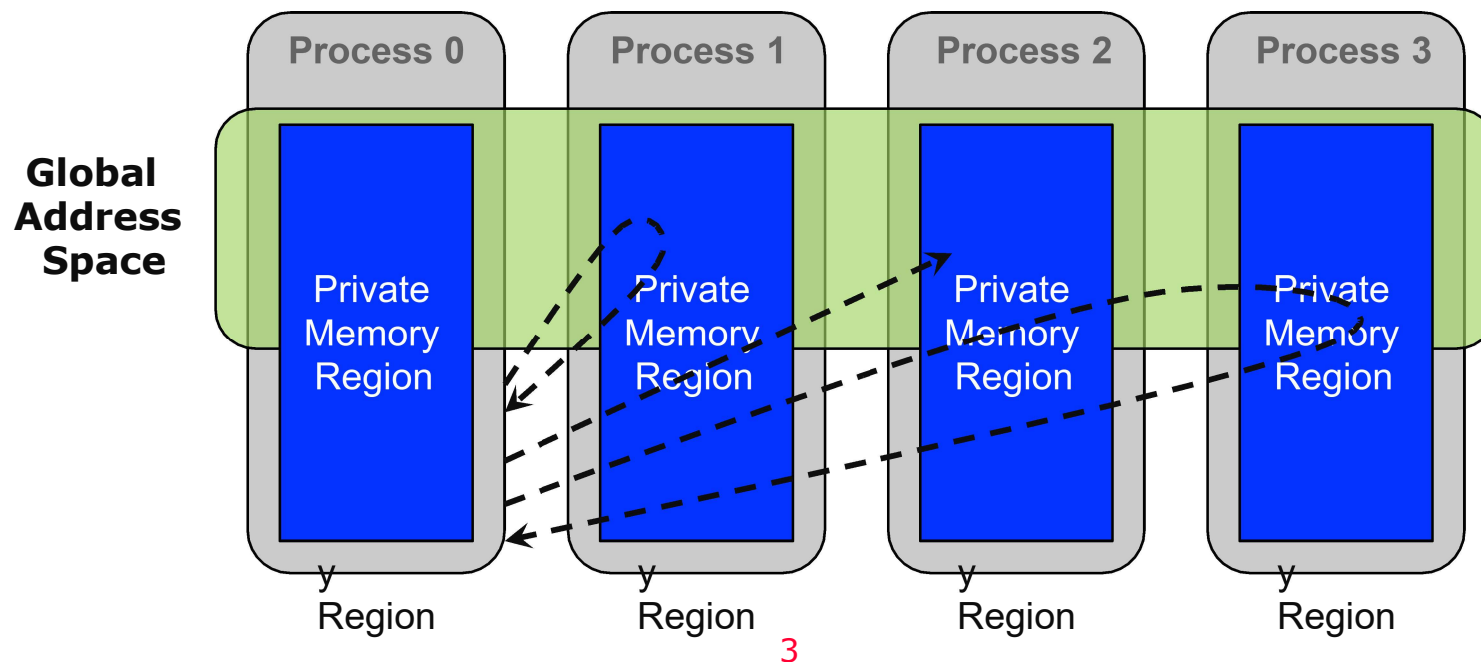 Process 0
Process 1
Process 2
Process 3
Global
Address
Space
Private
Memory
Region
Private
Memory
Region
Private
Memory
Region
Private
Memory
Region
y
Region
y
Region
y
Region
y
Region
3